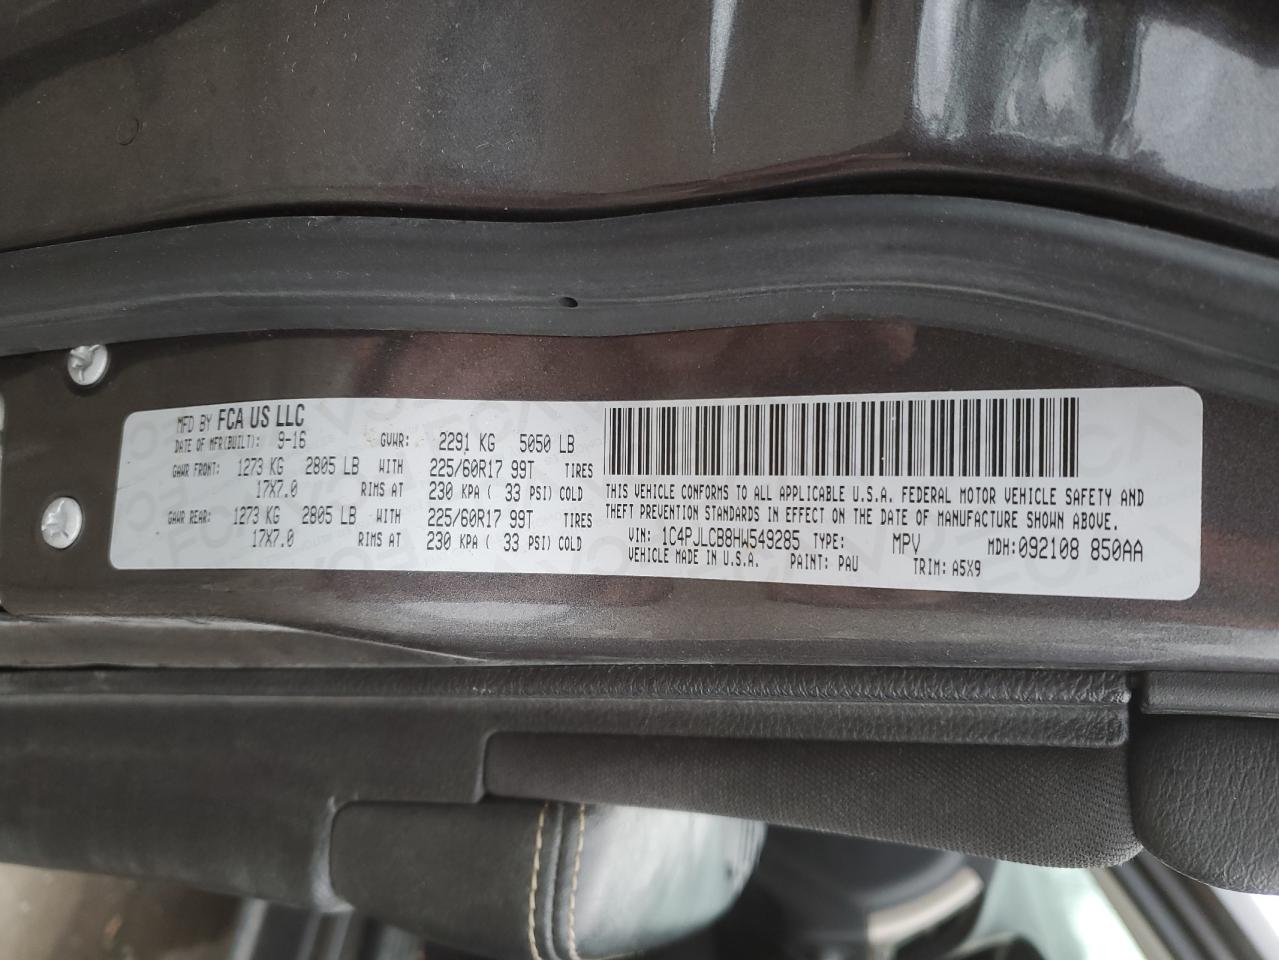 MFD BY FCA US LLC
DATE OF MFR(BUILT): 9-16 GVWR: 2291 KG 5050 LB
GAWR FRONT: 1273 KG 2805 LB WITH 225/60R17 99T TIRES
17X7.0 RIMS AT 230 KPA ( 33 PSI) COLD
GAWR REAR: 1273 KG 2805 LB WITH 225/60R17 99T TIRES
17X7.0 RIMS AT 230 KPA ( 33 PSI) COLD
THIS VEHICLE CONFORMS TO ALL APPLICABLE U.S.A. FEDERAL MOTOR VEHICLE SAFETY AND
THEFT PREVENTION STANDARDS IN EFFECT ON THE DATE OF MANUFACTURE SHOWN ABOVE.
VIN: 1C4PJLCB8HW549285 TYPE: MPV MDH:092108 850AA
VEHICLE MADE IN U.S.A. PAINT: PAU TRIM: A5X9